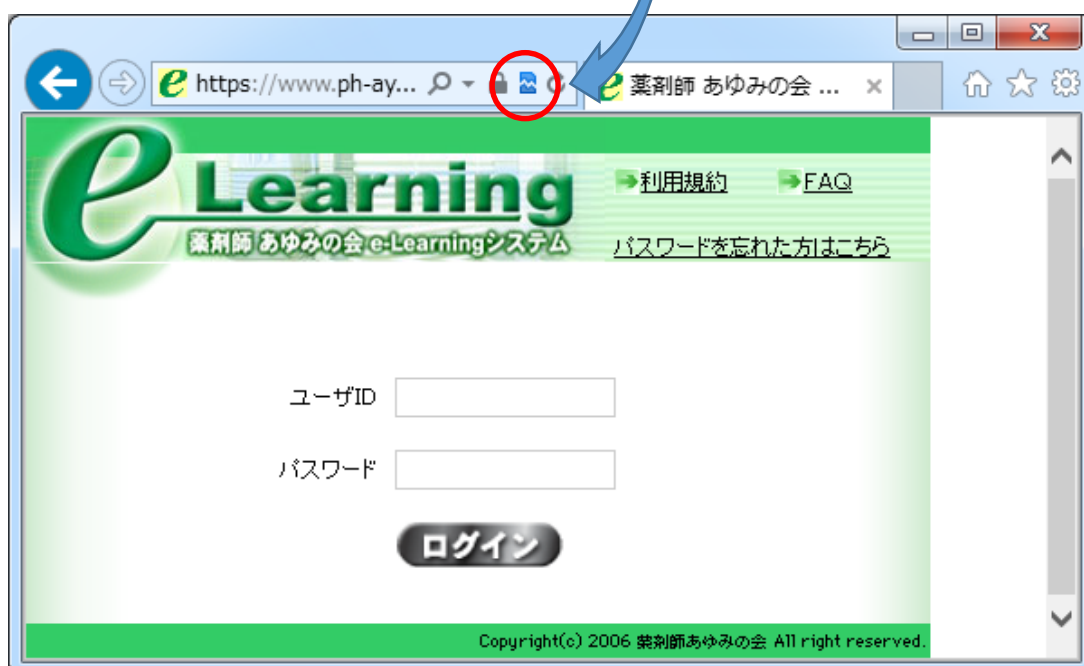 https://www.ph-ay...
薬剤師 あゆみの会 ...
e Learning
薬剤師 あゆみの会 e-Learningシステム
利用規約
FAQ
パスワードを忘れた方はこちら
ユーザID
パスワード
ログイン
Copyright(c) 2006 薬剤師あゆみの会 All right reserved.